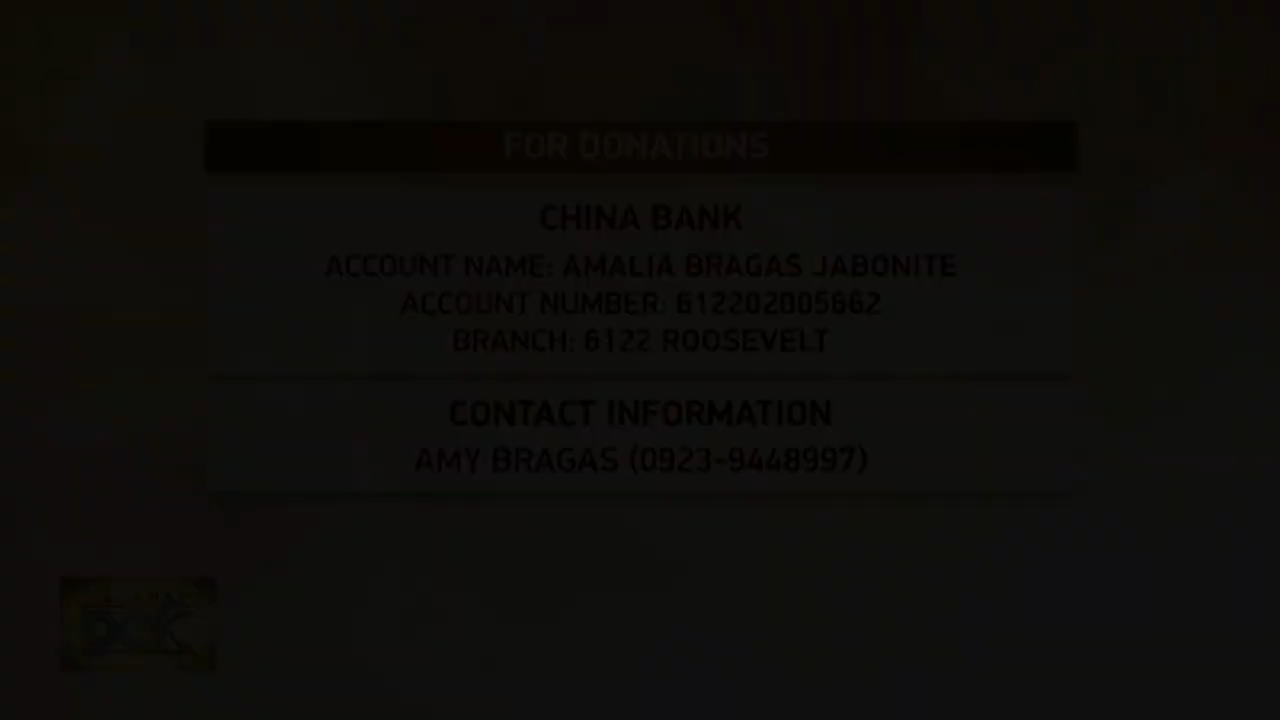 FOR DONATIONS
CHINA BANK
ACCOUNT NAME: AMALIA BRAGAS JABONITE
ACCOUNT NUMBER: 612202005662
BRANCH: 6122 ROOSEVELT
CONTACT INFORMATION
AMY BRAGAS (0923-9448997)